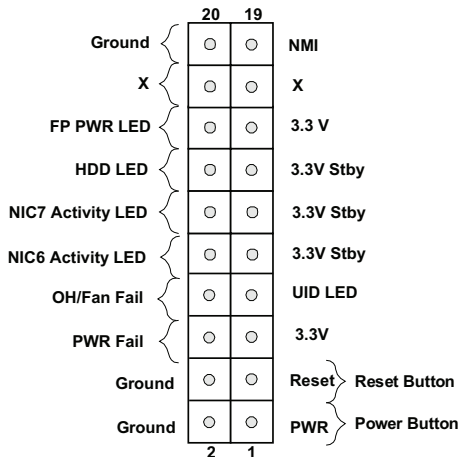 20 19
Ground NMI
X X
FP PWR LED 3.3 V
HDD LED 3.3V Stby
NIC7 Activity LED 3.3V Stby
NIC6 Activity LED 3.3V Stby
OH/Fan Fail UID LED
PWR Fail 3.3V
Ground Reset Reset Button
Ground PWR Power Button
2 1